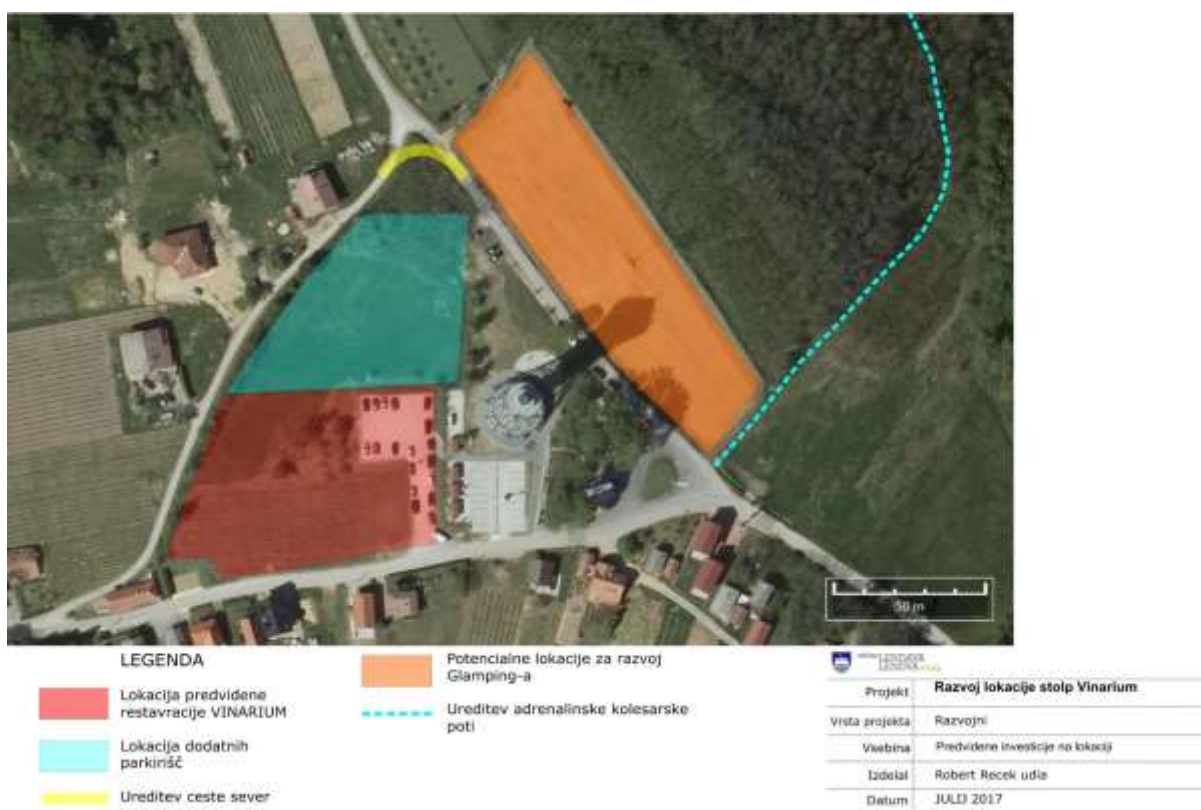 50 m
LEGENDA
Lokacija predvidene
restavracije VINARIUM
Lokacija dodatnih
parkirišč
Ureditev ceste sever
Potencialne lokacije za razvoj
Glamping-a
Ureditev adrenalinske kolesarske
poti
LENDAVA
LENDVA
Projekt Razvoj lokacije stolp Vinarium
Vrsta projekta Razvojni
Vsebina Predvidene investicije na lokaciji
Izdelal Robert Recek udia
Datum JULIJ 2017